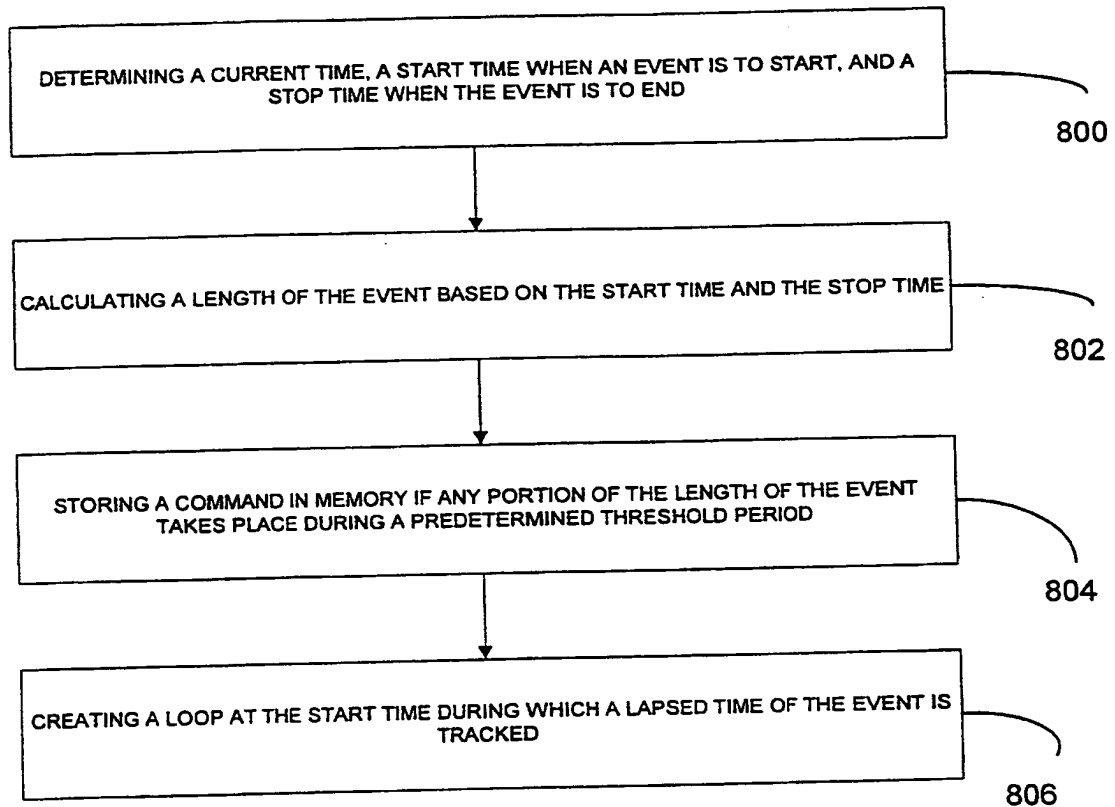 DETERMINING A CURRENT TIME, A START TIME WHEN AN EVENT IS TO START, AND A
STOP TIME WHEN THE EVENT IS TO END
800
CALCULATING A LENGTH OF THE EVENT BASED ON THE START TIME AND THE STOP TIME
802
STORING A COMMAND IN MEMORY IF ANY PORTION OF THE LENGTH OF THE EVENT
TAKES PLACE DURING A PREDETERMINED THRESHOLD PERIOD
804
CREATING A LOOP AT THE START TIME DURING WHICH A LAPSED TIME OF THE EVENT IS
TRACKED
806